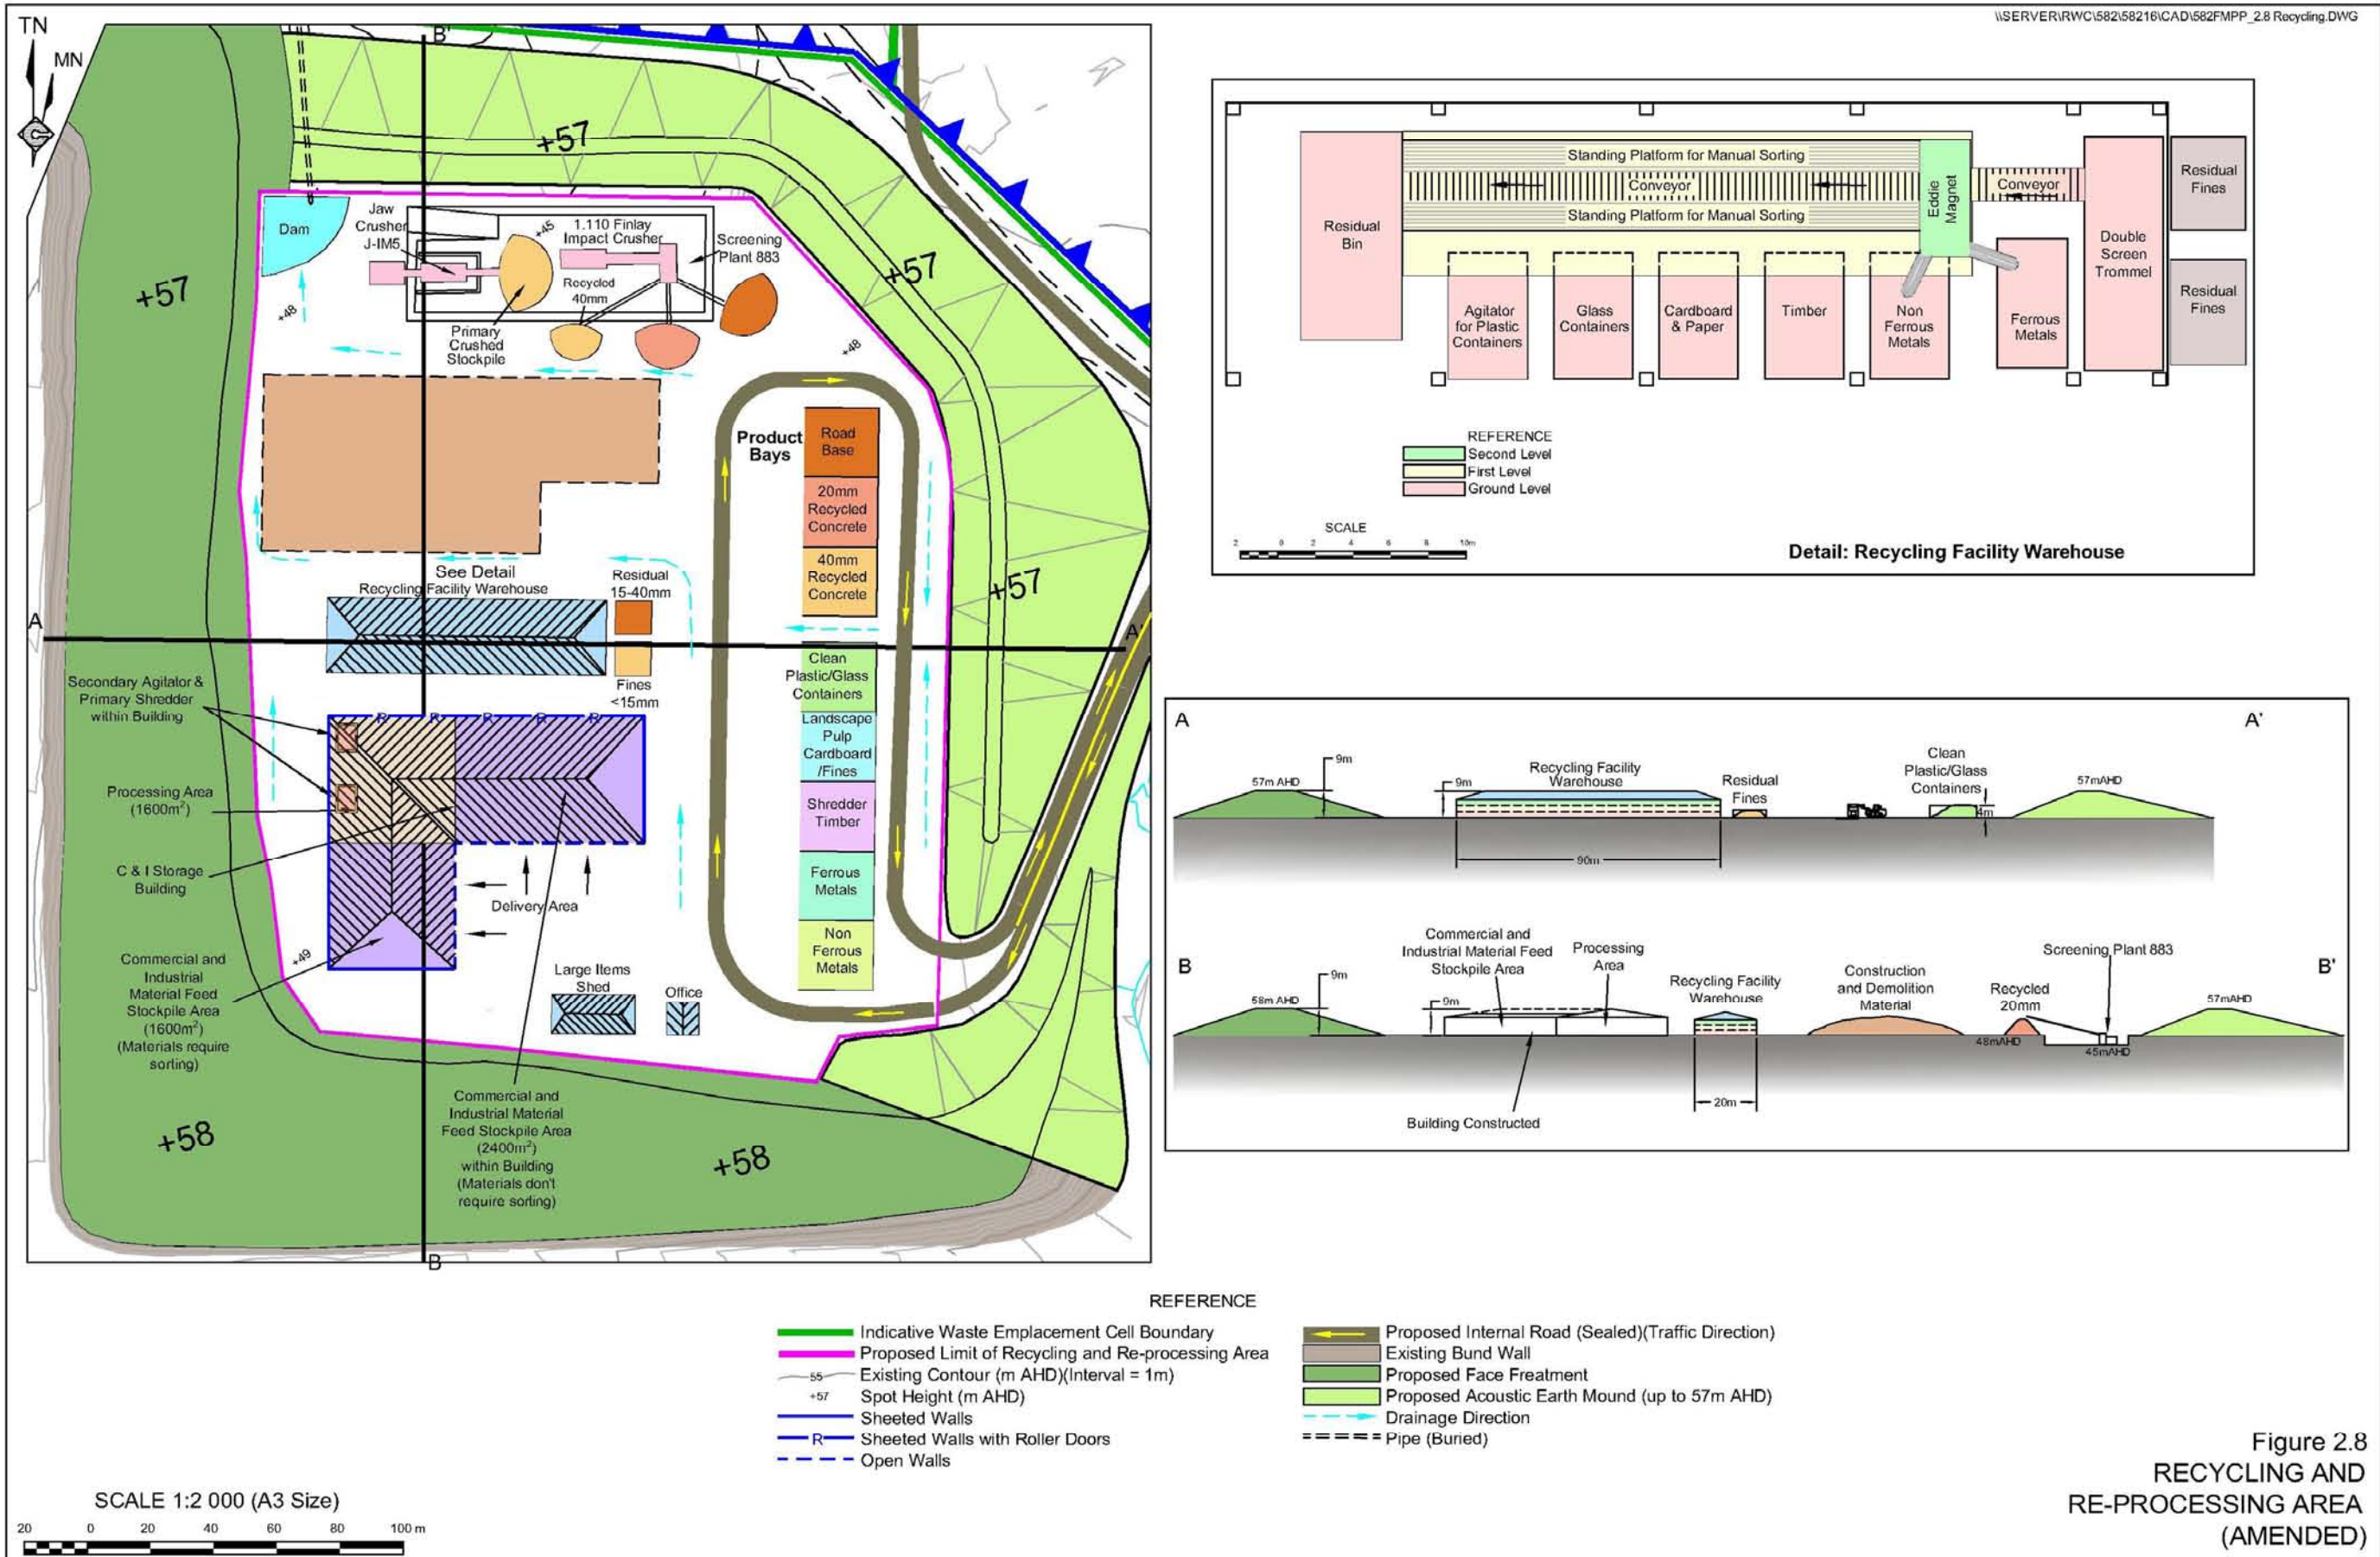 \\SERVER\RWC\582\58216\CAD\582FMPP_2.8 Recycling.DWG
TN
MN
B'
+57
+57
+57
+57
Dam
Jaw
Crusher
J-IM5
+45
1.110 Finlay
Impact Crusher
Screening
Plant 883
Recycled
40mm
+48
Primary
Crushed
Stockpile
+48
Product
Bays
Road
Base
20mm
Recycled
Concrete
40mm
Recycled
Concrete
See Detail
Recycling Facility Warehouse
Residual
15-40mm
Fines
<15mm
A
A'
Clean
Plastic/Glass
Containers
Landscape
Pulp
Cardboard
/Fines
Shredder
Timber
Ferrous
Metals
Non
Ferrous
Metals
Secondary Agitator &
Primary Shredder
within Building
R R R R R
Processing Area
(1600m²)
C & I Storage
Building
Delivery Area
+49
Commercial and
Industrial
Material Feed
Stockpile Area
(1600m²)
(Materials require
sorting)
Large Items
Shed
Office
Commercial and
Industrial Material
Feed Stockpile Area
(2400m²)
within Building
(Materials don't
require sorting)
+58
+58
B
Standing Platform for Manual Sorting
Conveyor
Standing Platform for Manual Sorting
Eddie
Magnet
Conveyor
Residual
Bin
Agitator
for Plastic
Containers
Glass
Containers
Cardboard
& Paper
Timber
Non
Ferrous
Metals
Ferrous
Metals
Double
Screen
Trommel
Residual
Fines
Residual
Fines
REFERENCE
Second Level
First Level
Ground Level
SCALE
2 0 2 4 6 8 10m
Detail: Recycling Facility Warehouse
A
A'
57m AHD
9m
9m
Recycling Facility
Warehouse
Residual
Fines
Clean
Plastic/Glass
Containers
4m
57mAHD
90m
B
B'
58m AHD
9m
9m
Commercial and
Industrial Material Feed
Stockpile Area
Processing
Area
Recycling Facility
Warehouse
Construction
and Demolition
Material
Recycled
20mm
Screening Plant 883
57mAHD
48mAHD
45mAHD
20m
Building Constructed
REFERENCE
Indicative Waste Emplacement Cell Boundary
Proposed Limit of Recycling and Re-processing Area
55 Existing Contour (m AHD)(Interval = 1m)
+57 Spot Height (m AHD)
Sheeted Walls
R Sheeted Walls with Roller Doors
Open Walls
Proposed Internal Road (Sealed)(Traffic Direction)
Existing Bund Wall
Proposed Face Freatment
Proposed Acoustic Earth Mound (up to 57m AHD)
Drainage Direction
Pipe (Buried)
SCALE 1:2 000 (A3 Size)
20 0 20 40 60 80 100 m
Figure 2.8
RECYCLING AND
RE-PROCESSING AREA
(AMENDED)